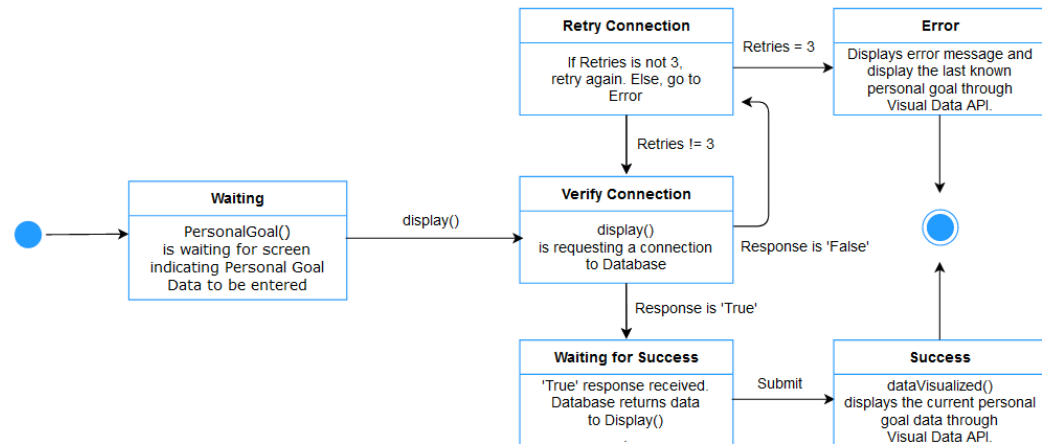 Retry Connection
If Retries is not 3,
retry again. Else, go to
Error
Retries = 3
Error
Displays error message and
display the last known
personal goal through
Visual Data API.
Retries != 3
Waiting
PersonalGoal()
is waiting for screen
indicating Personal Goal
Data to be entered
display()
Verify Connection
display()
is requesting a connection
to Database
Response is 'False'
Response is 'True'
Waiting for Success
'True' response received.
Database returns data
to Display()
.
Submit
Success
dataVisualized()
displays the current personal
goal data through
Visual Data API.